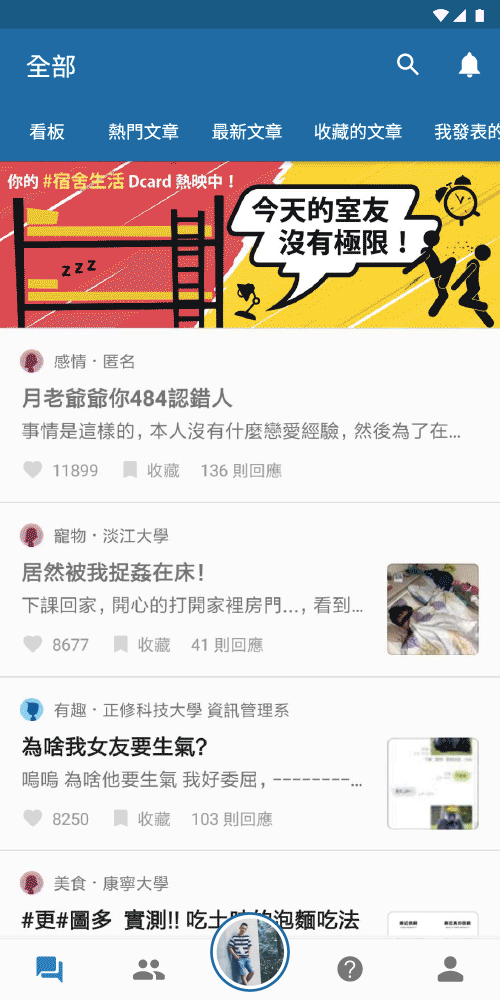 全部
看板 熱門文章 最新文章 收藏的文章 我發表的
你的 #宿舍生活 Dcard 熱映中！
今天的室友
沒有極限！
z z z
感情・匿名
月老爺爺你484認錯人
事情是這樣的, 本人沒有什麼戀愛經驗, 然後為了在…
11899 收藏 136 則回應
寵物・淡江大學
居然被我捉姦在床！
下課回家, 開心的打開家裡房門..., 看到…
8677 收藏 41 則回應
有趣・正修科技大學 資訊管理系
為啥我女友要生氣?
嗚嗚 為啥他要生氣 我好委屈, --------…
8250 收藏 103 則回應
美食・康寧大學
#更#圖多 實測!! 吃土時的泡麵吃法